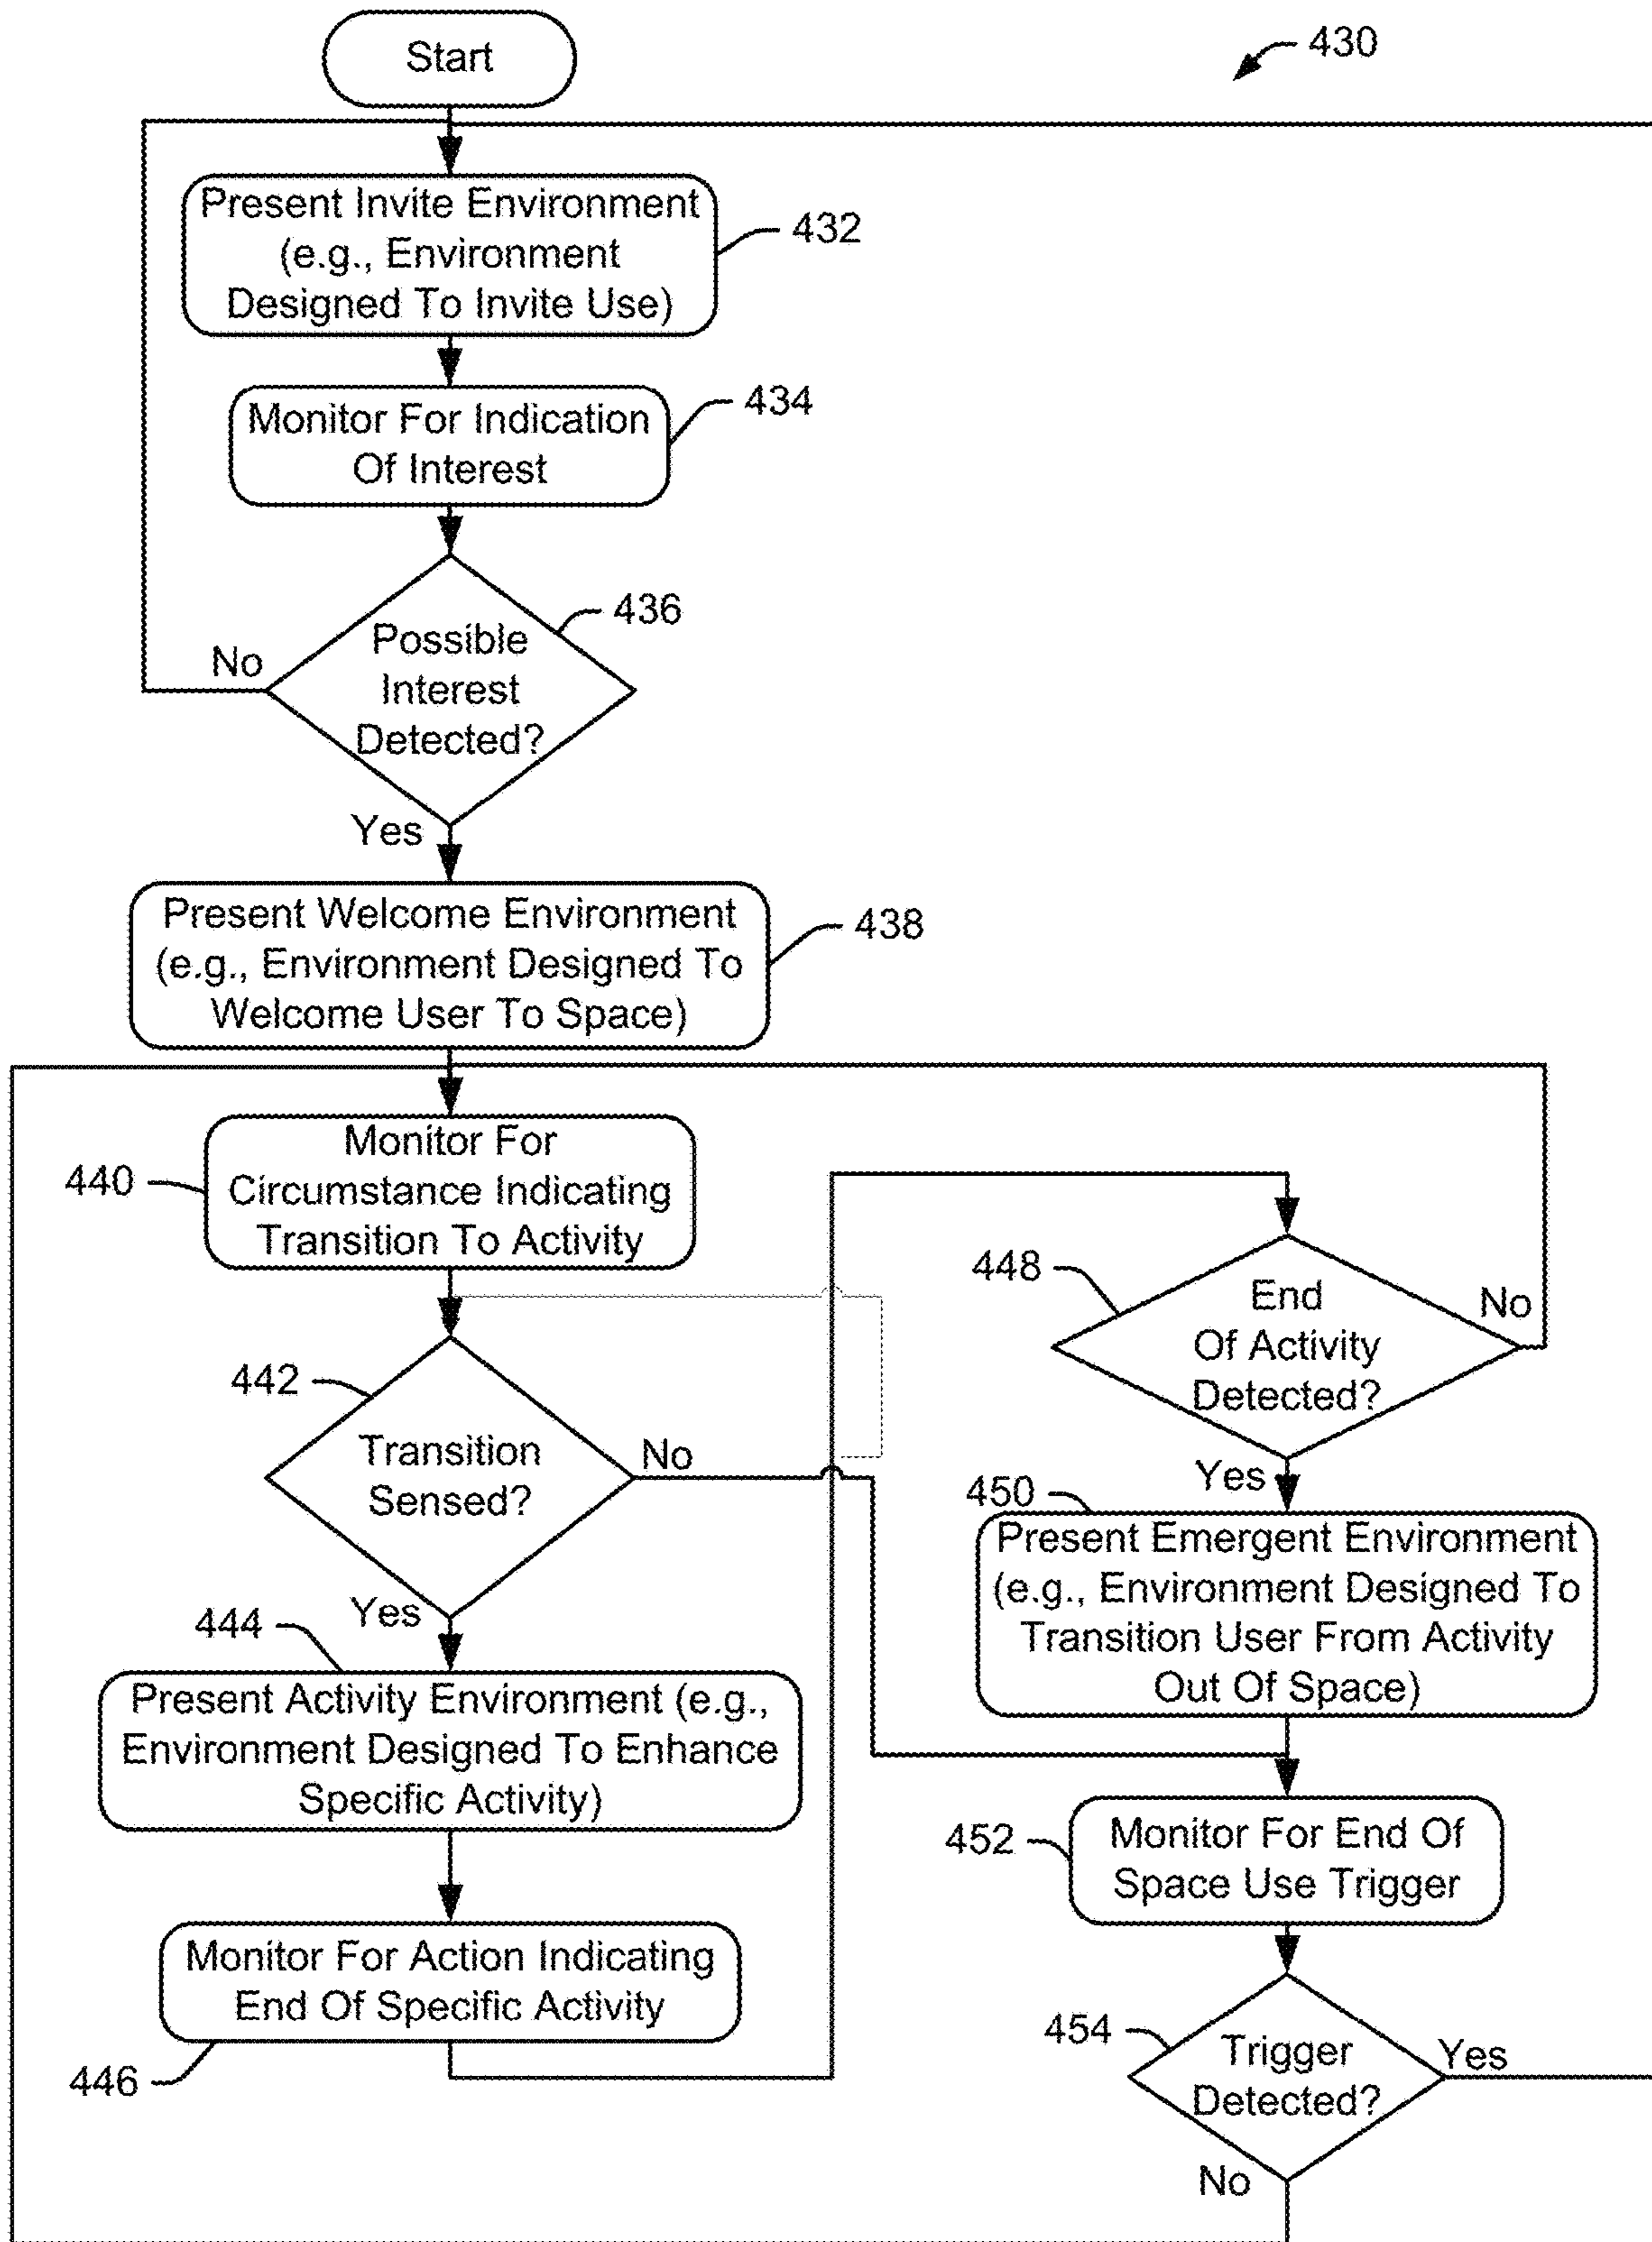 Start
430
Present Invite Environment
(e.g., Environment
Designed To Invite Use)
432
Monitor For Indication
Of Interest
434
Possible
Interest
Detected?
436
No
Yes
Present Welcome Environment
(e.g., Environment Designed To
Welcome User To Space)
438
Monitor For
Circumstance Indicating
Transition To Activity
440
Transition
Sensed?
442
No
Yes
Present Activity Environment (e.g.,
Environment Designed To Enhance
Specific Activity)
444
Monitor For Action Indicating
End Of Specific Activity
446
End
Of Activity
Detected?
448
No
Yes
Present Emergent Environment
(e.g., Environment Designed To
Transition User From Activity
Out Of Space)
450
Monitor For End Of
Space Use Trigger
452
Trigger
Detected?
454
Yes
No